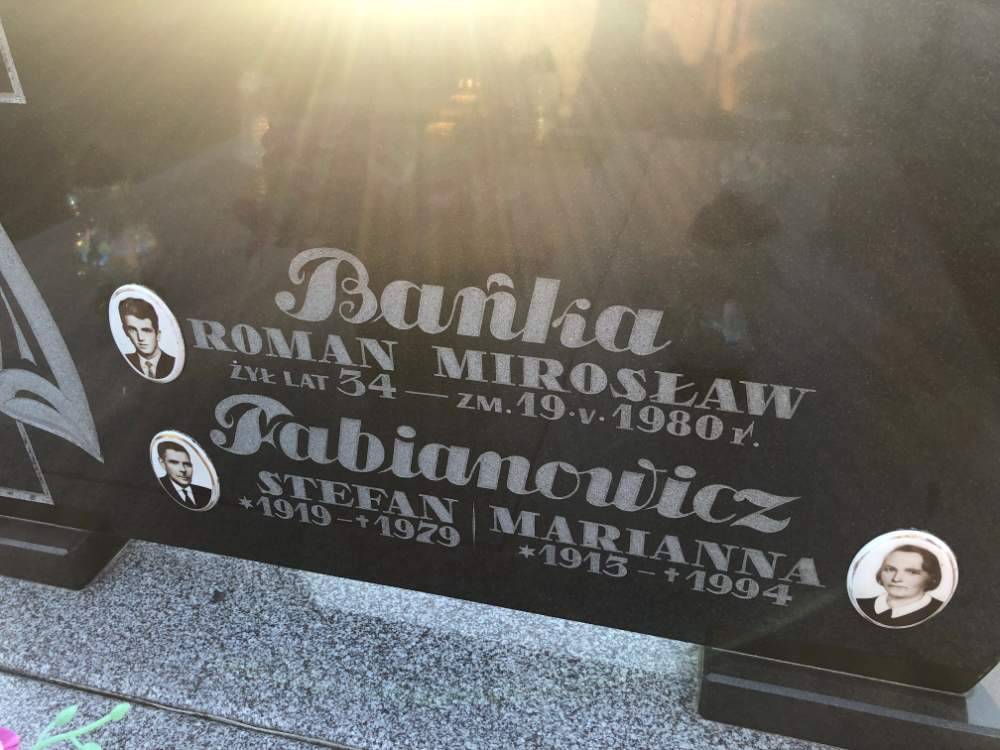 Bańka
ROMAN MIROSŁAW
ŻYŁ LAT 34 — ZM. 19.V.1980 r.
Fabianowicz
STEFAN | MARIANNA
*1919 - †1979 *1913 - †1994